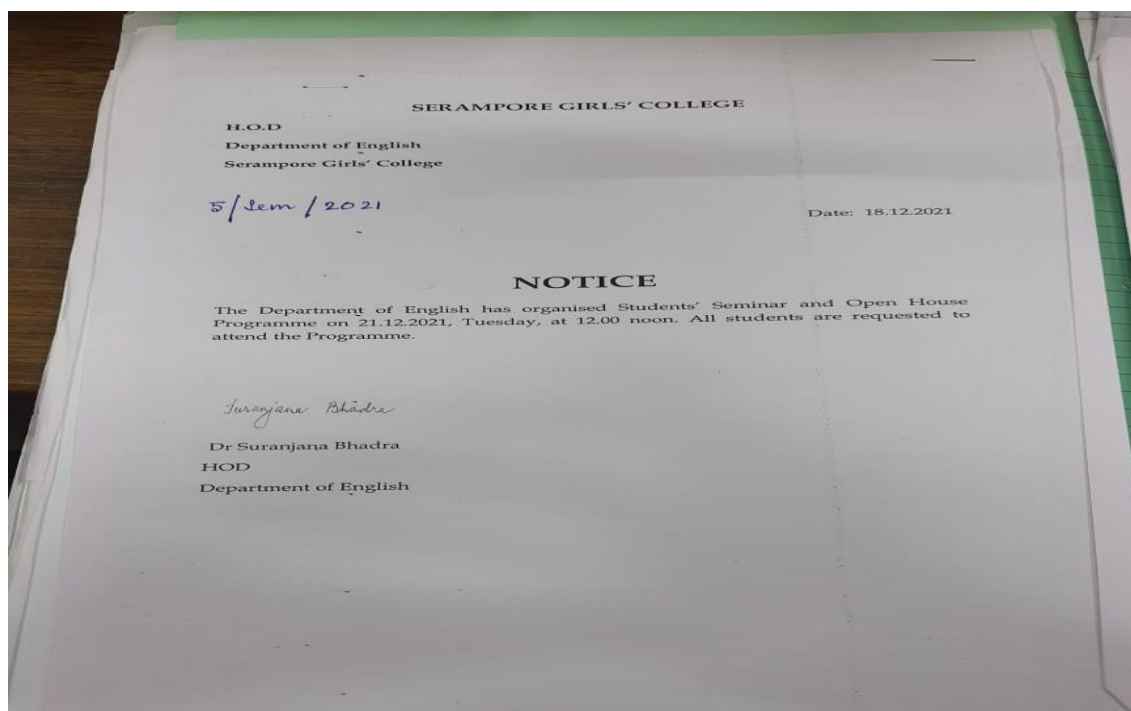 SERAMPORE GIRLS' COLLEGE
H.O.D
Department of English
Serampore Girls' College
5/Sem/2021
Date: 18.12.2021
NOTICE
The Department of English has organised Students' Seminar and Open House
Programme on 21.12.2021, Tuesday, at 12.00 noon. All students are requested to
attend the Programme.
Suranjana Bhadra
Dr Suranjana Bhadra
HOD
Department of English